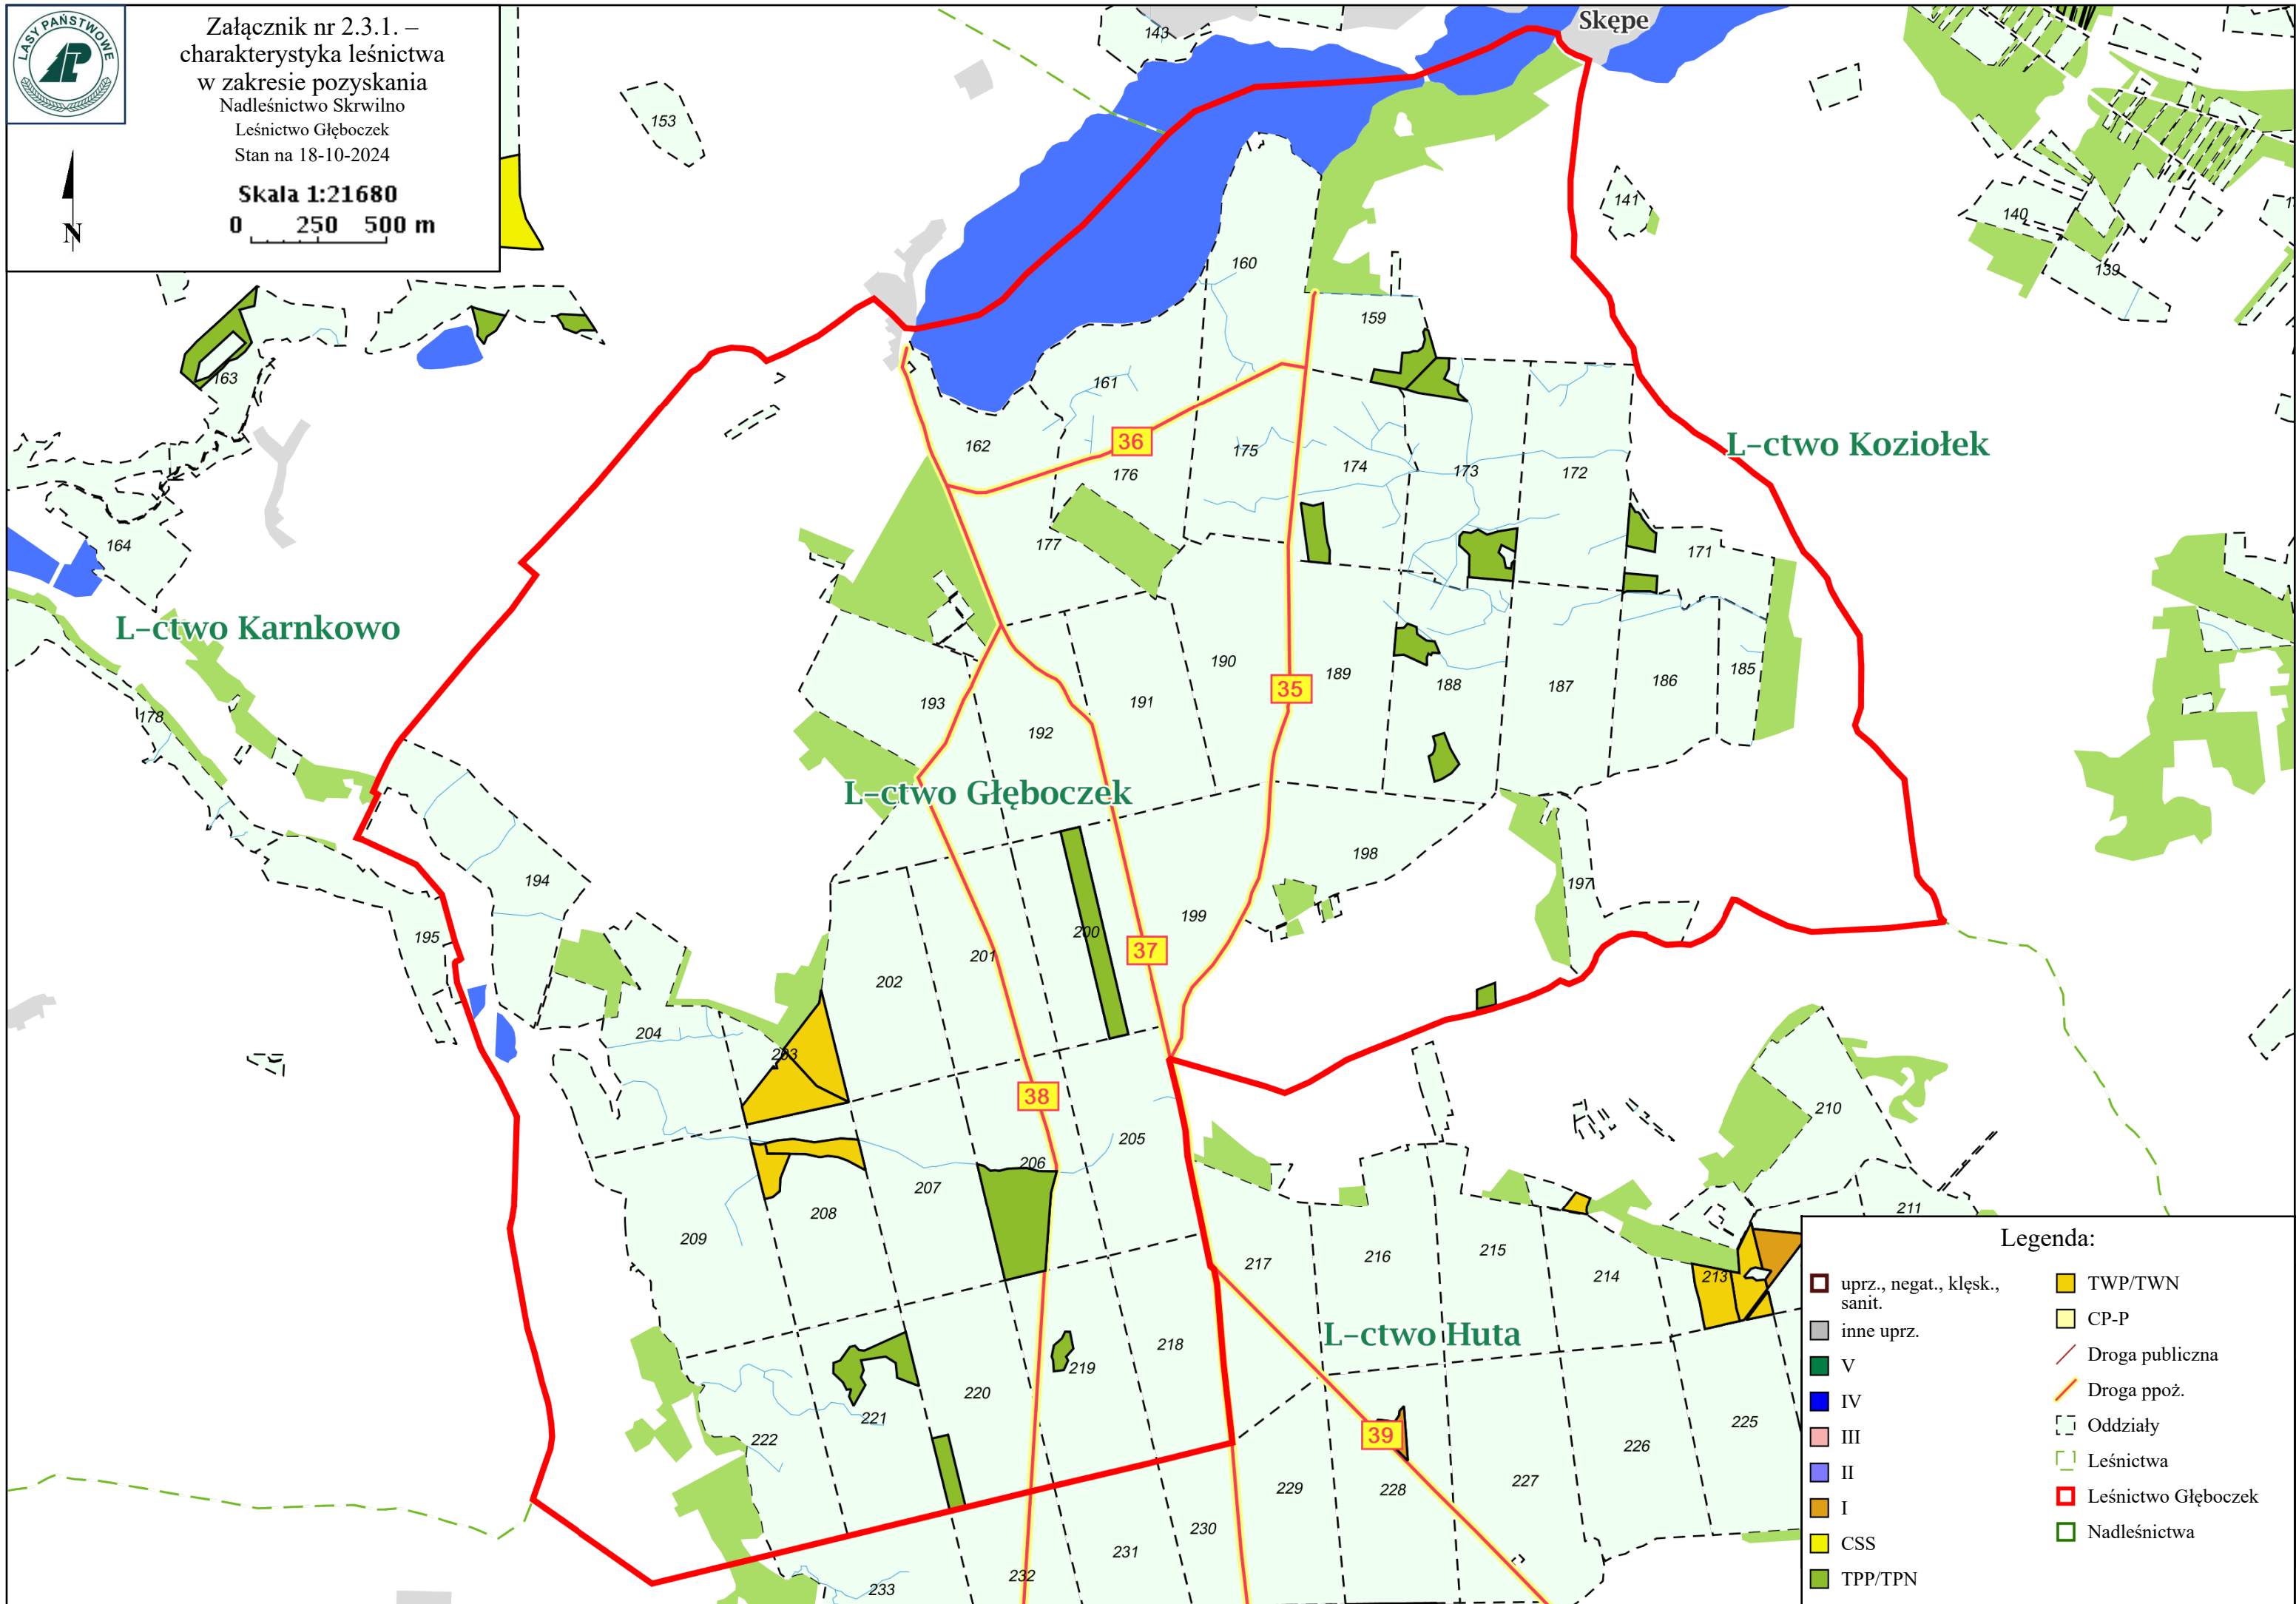 LASY PAŃSTWOWE
Załącznik nr 2.3.1. –
charakterystyka leśnictwa
w zakresie pozyskania
Nadleśnictwo Skrwilno
Leśnictwo Głęboczek
Stan na 18-10-2024
Skala 1:21680
0 250 500 m
N
Skępe
143
153
141
140
139
160
159
163
161
162
36
175
176
174
173
172
L-ctwo Koziołek
164
177
171
L-ctwo Karnkowo
178
193
192
191
190
35
189
188
187
186
185
L-ctwo Głęboczek
194
195
198
197
199
200
201
202
37
204
203
38
205
206
207
208
209
210
211
217
216
215
214
213
L-ctwo Huta
218
219
220
221
222
39
225
226
227
228
229
230
231
232
233
Legenda:
uprz., negat., klęsk.,
sanit.
inne uprz.
V
IV
III
II
I
CSS
TPP/TPN
TWP/TWN
CP-P
Droga publiczna
Droga ppoż.
Oddziały
Leśnictwa
Leśnictwo Głęboczek
Nadleśnictwa